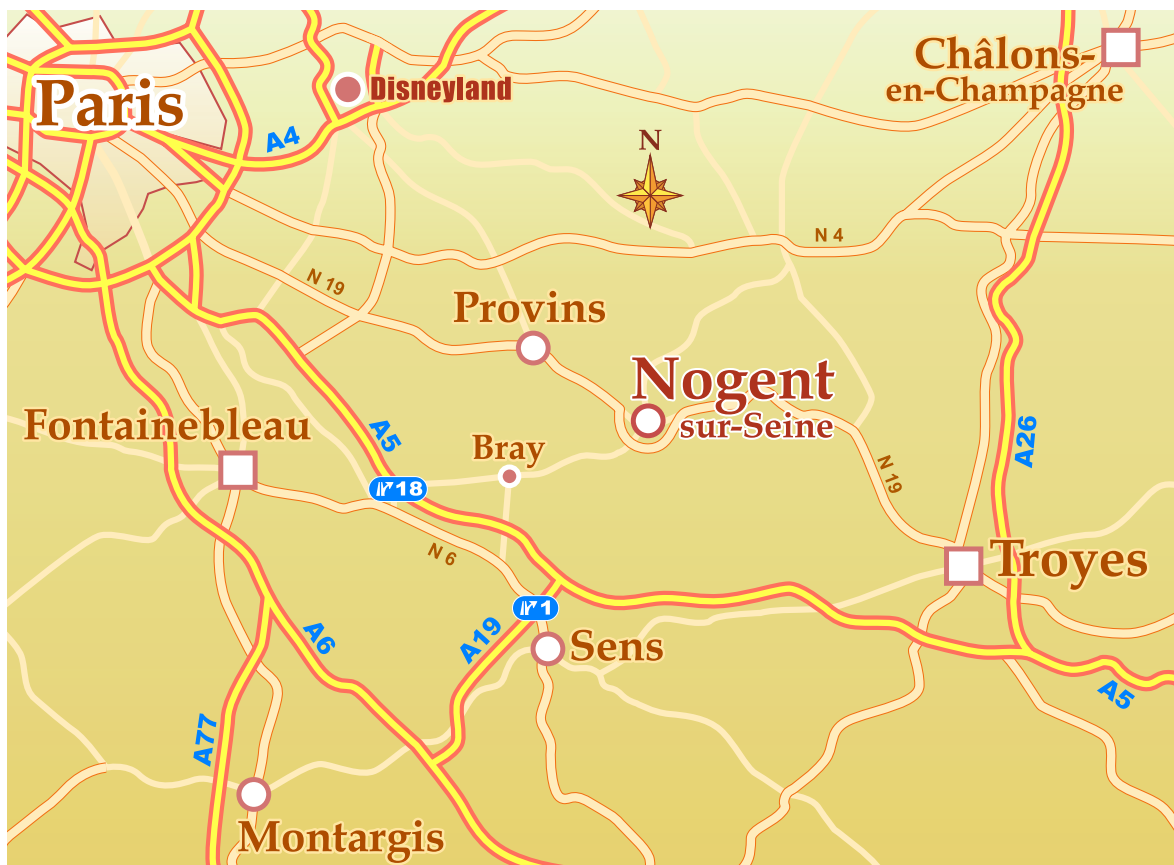 Châlons-
en-Champagne
Paris
Disneyland
A4
N
N 4
N 19
Provins
Nogent
sur-Seine
Fontainebleau
A5
Bray
A26
N 19
18
N 6
Troyes
1
A6
A19
Sens
A5
A77
Montargis